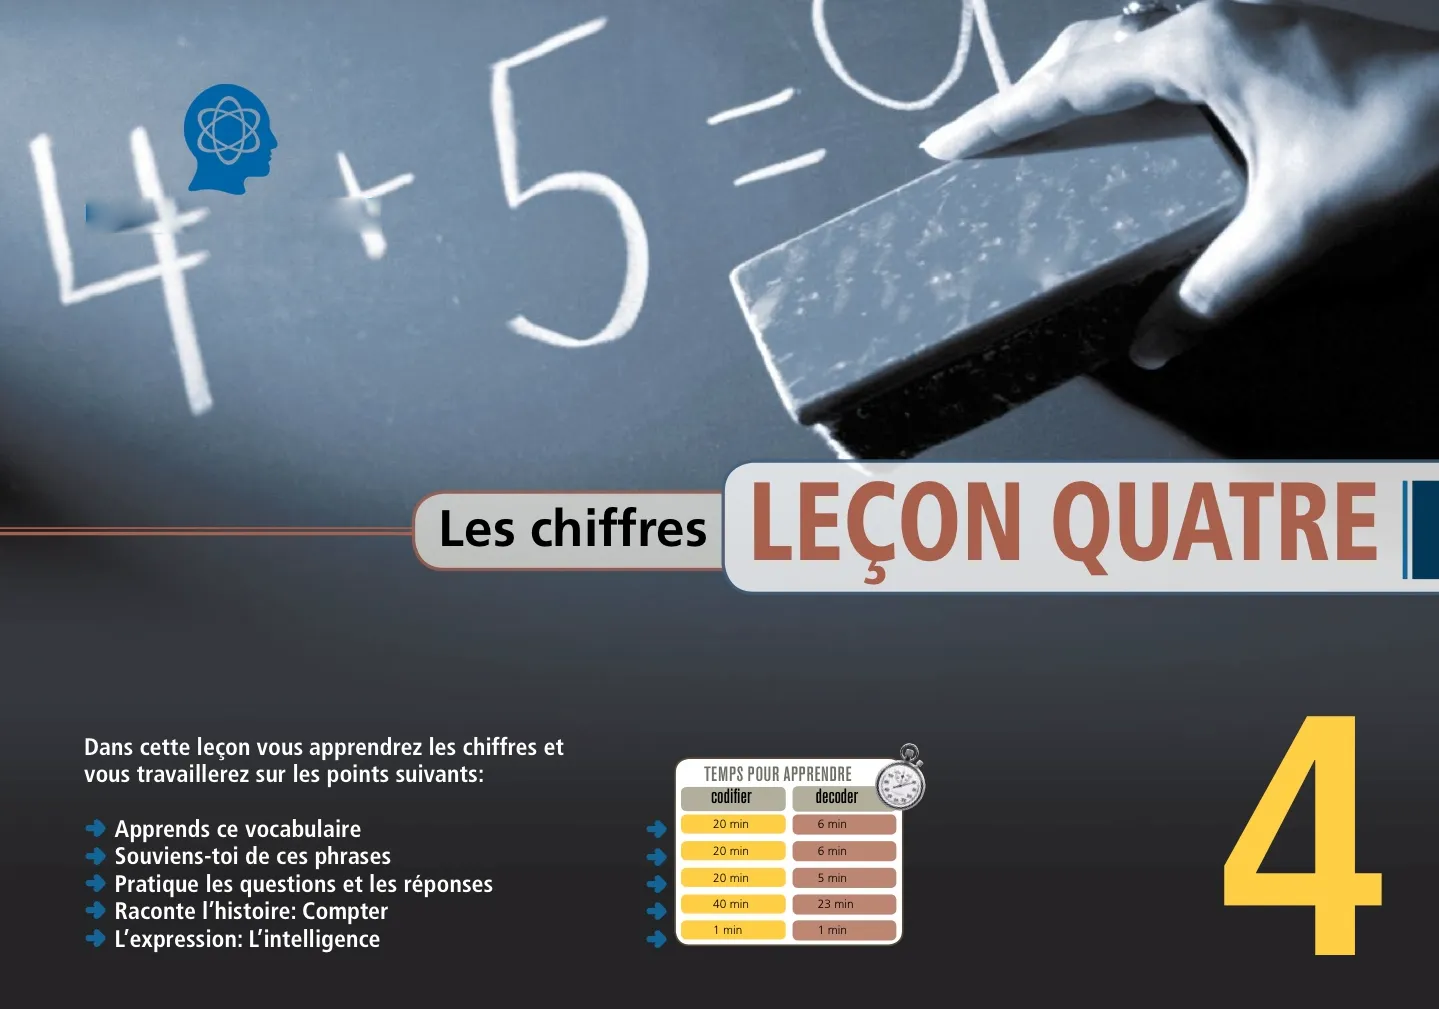 4 + 5 =
Les chiffres
LEÇON QUATRE
Dans cette leçon vous apprendrez les chiffres et
vous travaillerez sur les points suivants:
Apprends ce vocabulaire
Souviens-toi de ces phrases
Pratique les questions et les réponses
Raconte l’histoire: Compter
L’expression: L’intelligence
TEMPS POUR APPRENDRE
codifier decoder
20 min 6 min
20 min 6 min
20 min 5 min
40 min 23 min
1 min 1 min
4